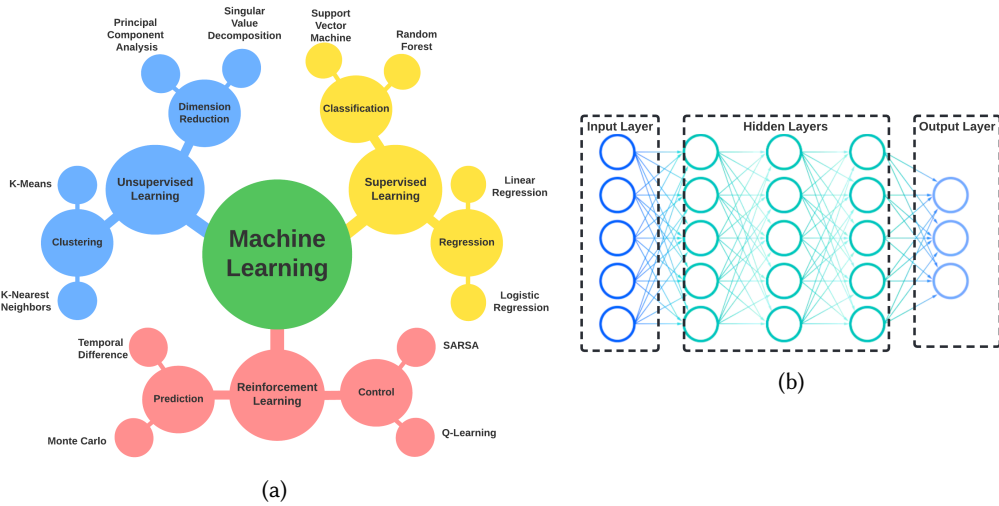 Principal
Component
Analysis
Singular
Value
Decomposition
Dimension
Reduction
K-Means
Unsupervised
Learning
Clustering
K-Nearest
Neighbors
Support
Vector
Machine
Random
Forest
Classification
Supervised
Learning
Linear
Regression
Regression
Logistic
Regression
Machine
Learning
Temporal
Difference
Prediction
Monte Carlo
Reinforcement
Learning
Control
SARSA
Q-Learning
(a)
Input Layer
Hidden Layers
Output Layer
(b)